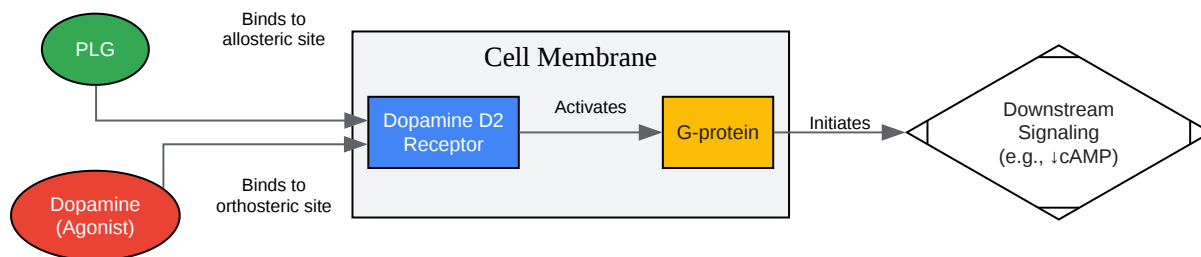 PLG
Binds to
allosteric site
Cell Membrane
Dopamine D2
Receptor
Activates
G-protein
Initiates
Downstream
Signaling
(e.g., ↓cAMP)
Binds to
orthosteric site
Dopamine
(Agonist)